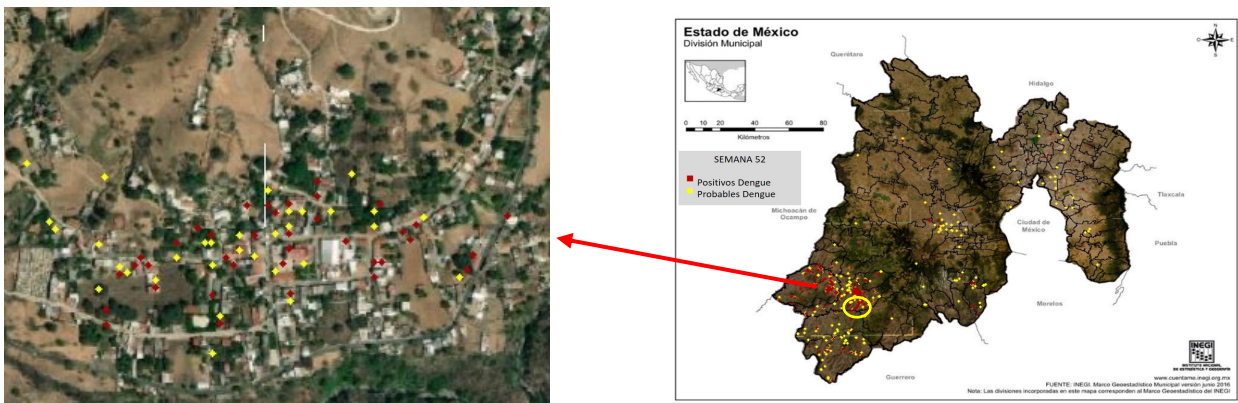 Estado de México
División Municipal
Querétaro
N
O
E
S
Hidalgo
0 10 20 40 60 80
Kilómetros
SEMANA 52
Positivos Dengue
Probables Dengue
Michoacán de
Ocampo
Tlaxcala
Ciudad de
México
Puebla
Morelos
Guerrero
INEGI
INSTITUTO NACIONAL
DE ESTADÍSTICA Y GEOGRAFÍA
www.cuentame.inegi.org.mx
FUENTE: INEGI. Marco Geoestadístico Municipal versión junio 2016
Nota: Las divisiones incorporadas en este mapa corresponden al Marco Geoestadístico del INEGI